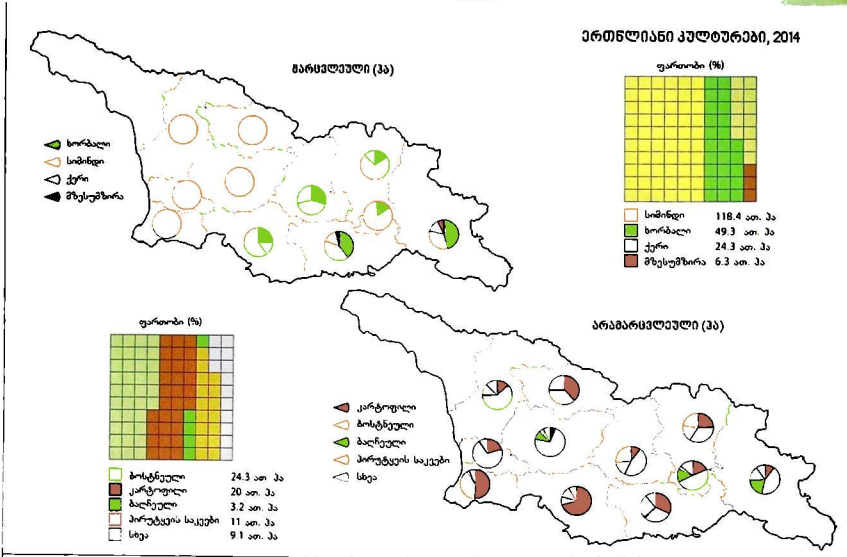 ერთწლიანი კულტურები, 2014
მარცვლეული (ჰა)
ხორბალი
სიმინდი
ქერი
მზესუმზირა
ფართობი (%)
სიმინდი 118.4 ათ. ჰა
ხორბალი 49.3 ათ. ჰა
ქერი 24.3 ათ. ჰა
მზესუმზირა 6.3 ათ. ჰა
ფართობი (%)
ბოსტნეული 24.3 ათ ჰა
კარტოფილი 20 ათ. ჰა
ბაღჩეული 3.2 ათ. ჰა
პირუტყვის საკვები 11 ათ. ჰა
სხვა 9.1 ათ. ჰა
არამარცვლეული (ჰა)
კარტოფილი
ბოსტნეული
ბაღჩეული
პირუტყვის საკვები
სხვა